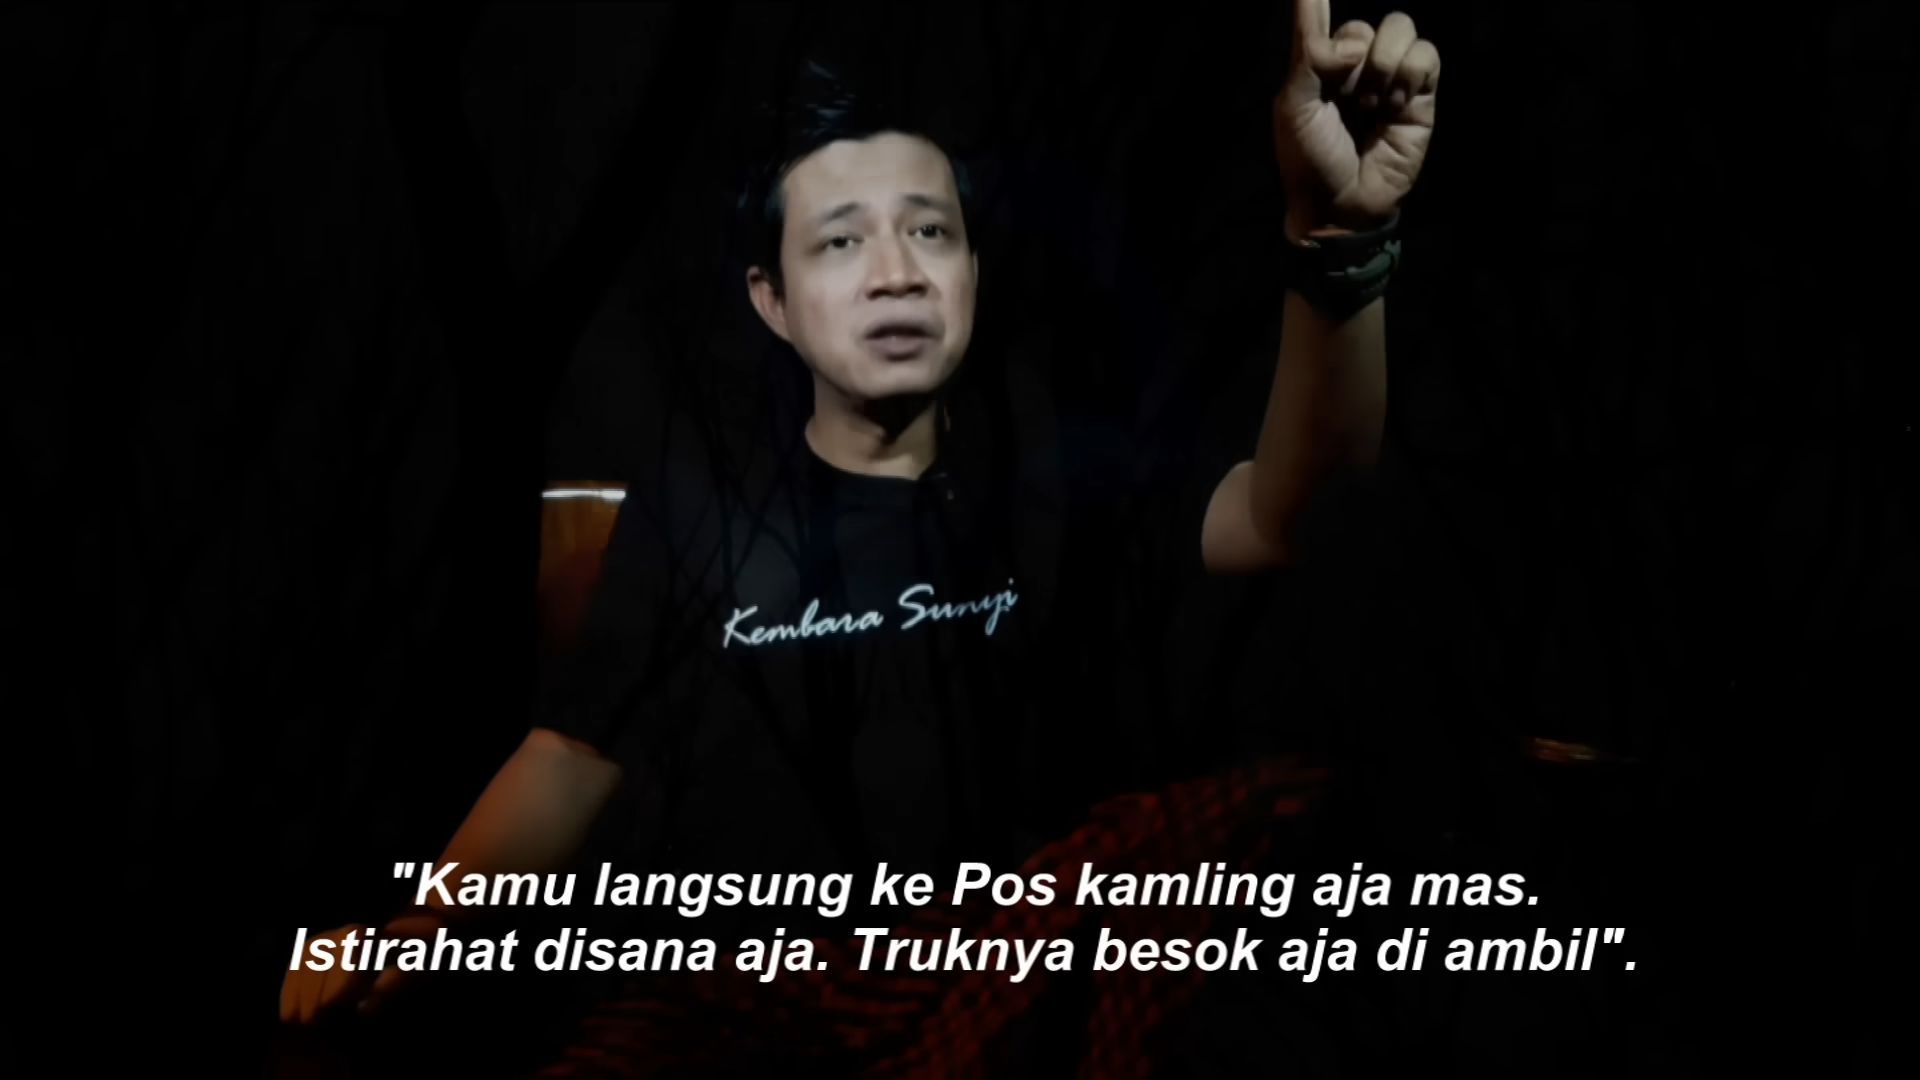 Kembara Sunyi
"Kamu langsung ke Pos kamling aja mas.
Istirahat disana aja. Truknya besok aja di ambil".